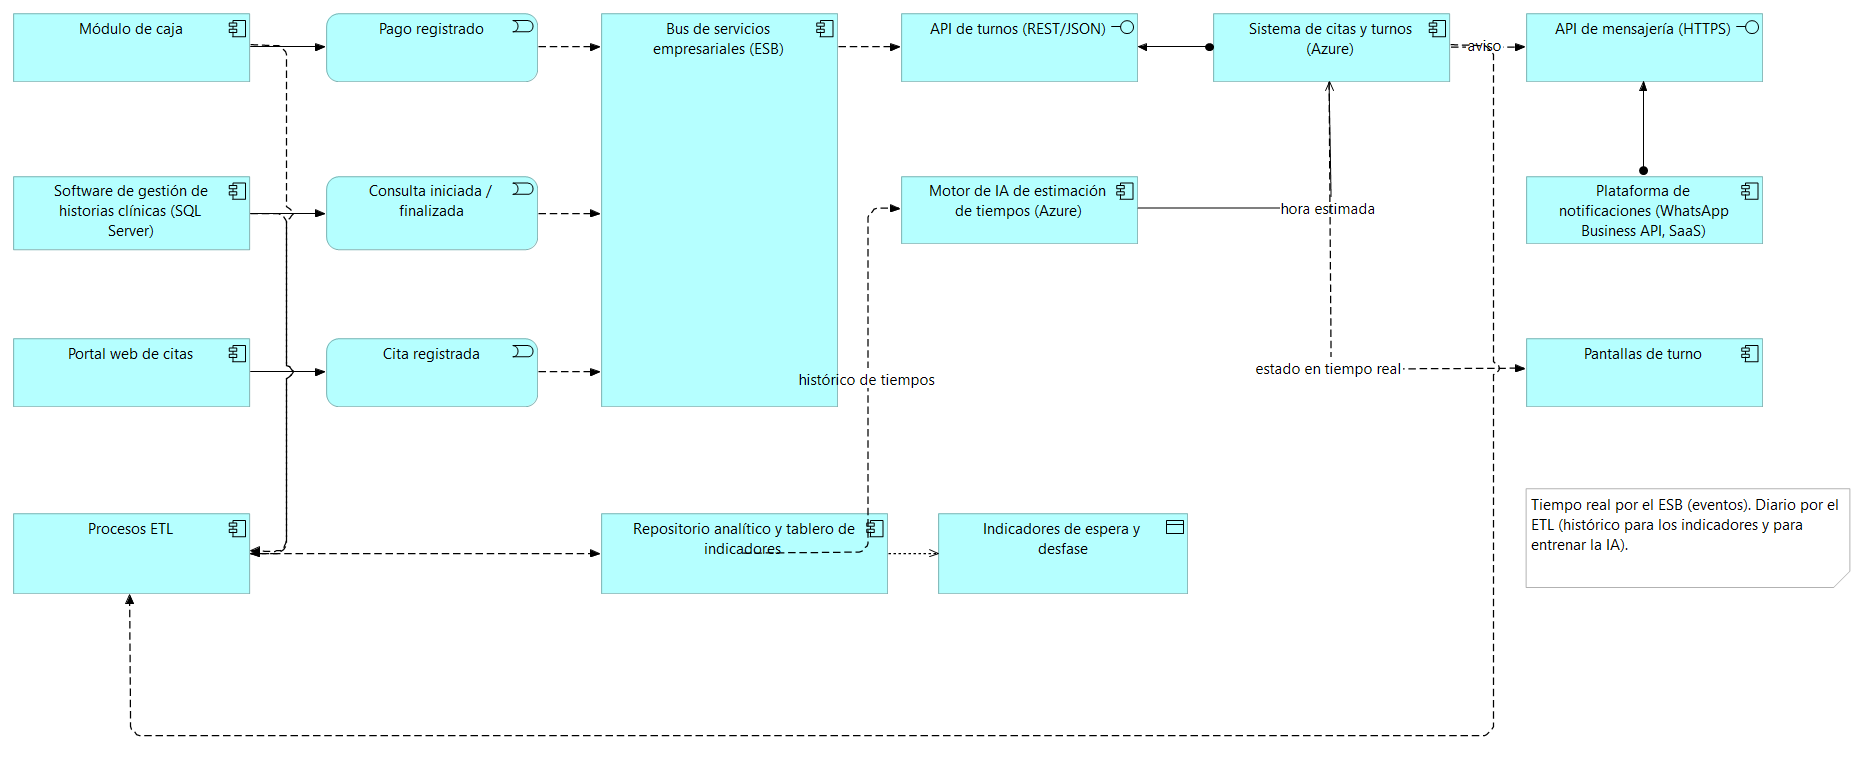 Módulo de caja
Pago registrado
Bus de servicios
empresariales (ESB)
API de turnos (REST/JSON)
Sistema de citas y turnos
(Azure)
aviso
API de mensajería (HTTPS)
Software de gestión de
historias clínicas (SQL
Server)
Consulta iniciada /
finalizada
Motor de IA de estimación
de tiempos (Azure)
hora estimada
Plataforma de
notificaciones (WhatsApp
Business API, SaaS)
Portal web de citas
Cita registrada
histórico de tiempos
estado en tiempo real
Pantallas de turno
Procesos ETL
Repositorio analítico y tablero de
indicadores
Indicadores de espera y
desfase
Tiempo real por el ESB (eventos). Diario por el
ETL (histórico para los indicadores y para
entrenar la IA).